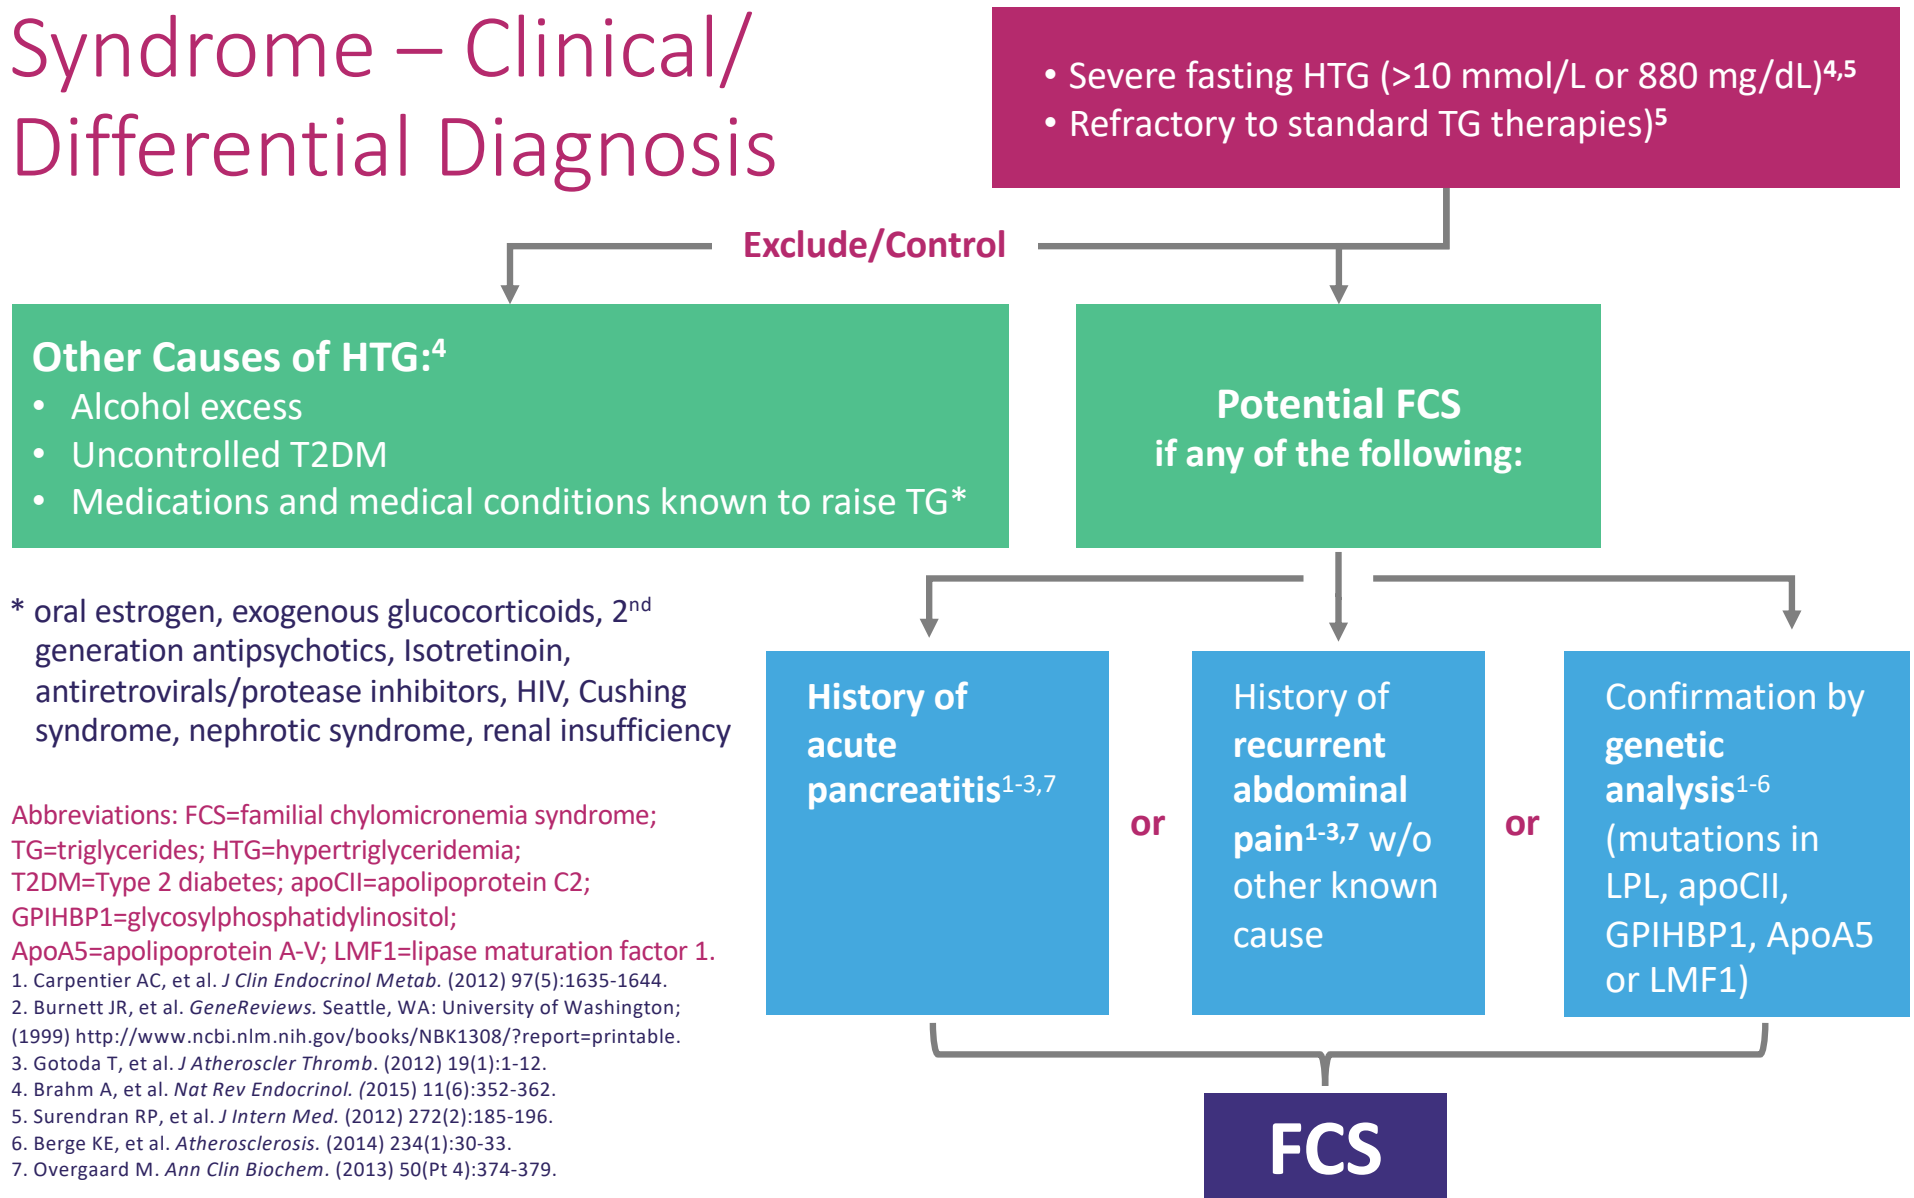 Syndrome – Clinical/
Differential Diagnosis
• Severe fasting HTG (>10 mmol/L or 880 mg/dL)4,5
• Refractory to standard TG therapies)5
Exclude/Control
Other Causes of HTG:4
• Alcohol excess
• Uncontrolled T2DM
• Medications and medical conditions known to raise TG*
Potential FCS
if any of the following:
* oral estrogen, exogenous glucocorticoids, 2nd
generation antipsychotics, Isotretinoin,
antiretrovirals/protease inhibitors, HIV, Cushing
syndrome, nephrotic syndrome, renal insufficiency
History of
acute
pancreatitis1-3,7
or
History of
recurrent
abdominal
pain1-3,7 w/o
other known
cause
or
Confirmation by
genetic
analysis1-6
(mutations in
LPL, apoCII,
GPIHBP1, ApoA5
or LMF1)
FCS
Abbreviations: FCS=familial chylomicronemia syndrome;
TG=triglycerides; HTG=hypertriglyceridemia;
T2DM=Type 2 diabetes; apoCII=apolipoprotein C2;
GPIHBP1=glycosylphosphatidylinositol;
ApoA5=apolipoprotein A-V; LMF1=lipase maturation factor 1.
1. Carpentier AC, et al. J Clin Endocrinol Metab. (2012) 97(5):1635-1644.
2. Burnett JR, et al. GeneReviews. Seattle, WA: University of Washington;
(1999) http://www.ncbi.nlm.nih.gov/books/NBK1308/?report=printable.
3. Gotoda T, et al. J Atheroscler Thromb. (2012) 19(1):1-12.
4. Brahm A, et al. Nat Rev Endocrinol. (2015) 11(6):352-362.
5. Surendran RP, et al. J Intern Med. (2012) 272(2):185-196.
6. Berge KE, et al. Atherosclerosis. (2014) 234(1):30-33.
7. Overgaard M. Ann Clin Biochem. (2013) 50(Pt 4):374-379.